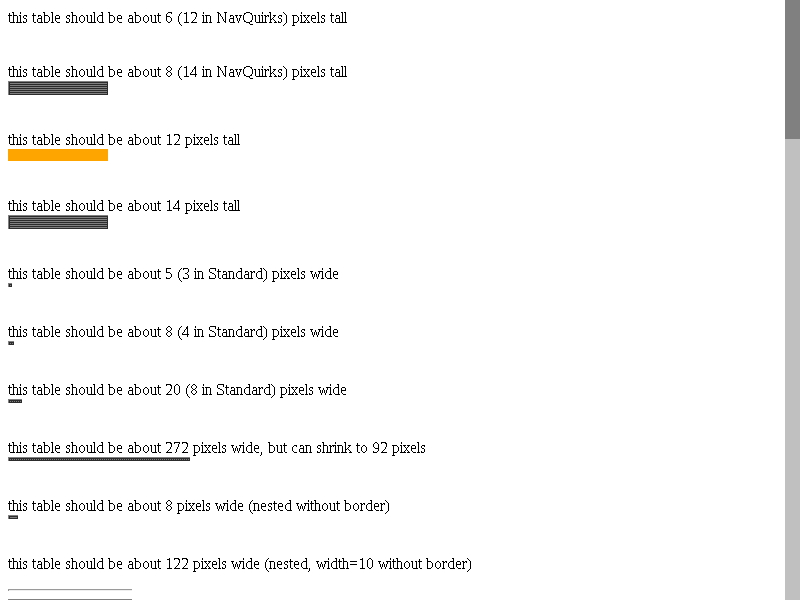 this table should be about 6 (12 in NavQuirks) pixels tall
this table should be about 8 (14 in NavQuirks) pixels tall
this table should be about 12 pixels tall
this table should be about 14 pixels tall
this table should be about 5 (3 in Standard) pixels wide
this table should be about 8 (4 in Standard) pixels wide
this table should be about 20 (8 in Standard) pixels wide
this table should be about 272 pixels wide, but can shrink to 92 pixels
this table should be about 8 pixels wide (nested without border)
this table should be about 122 pixels wide (nested, width=10 without border)